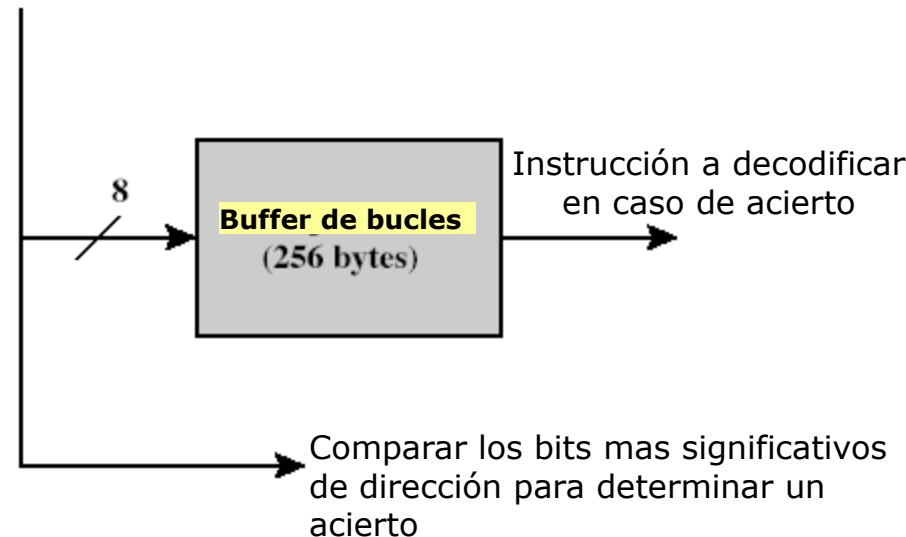 8
Buffer de bucles
(256 bytes)
Instrucción a decodificar
en caso de acierto
Comparar los bits mas significativos
de dirección para determinar un
acierto